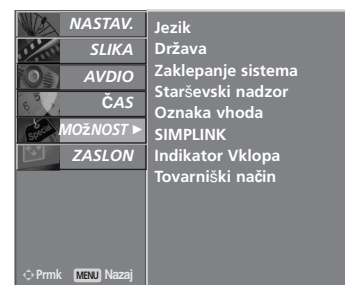 NASTAV.
SLIKA
AVDIO
ČAS
MOŽNOST ►
ZASLON
Jezik
Država
Zaklepanje sistema
Starševski nadzor
Oznaka vhoda
SIMPLINK
Indikator Vklopa
Tovarniški način
Prmk MENU Nazaj